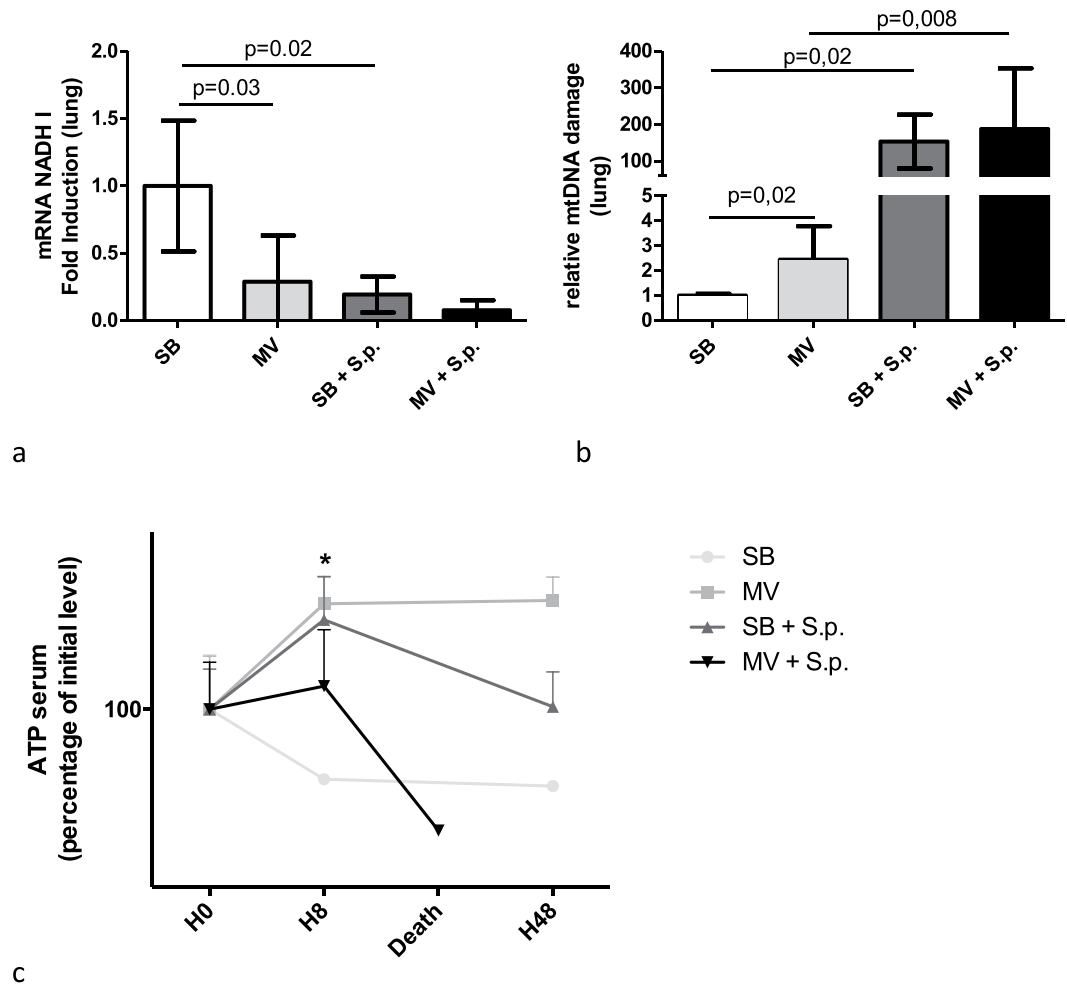 p=0.02
p=0.03
mRNA NADH I
Fold Induction (lung)
2.0
1.5
1.0
0.5
0.0
SB
MV
SB + S.p.
MV + S.p.
a
p=0,008
p=0,02
p=0,02
relative mtDNA damage
(lung)
400
300
200
100
5
4
3
2
1
0
SB
MV
SB + S.p.
MV + S.p.
b
ATP serum
(percentage of initial level)
100
*
H0
H8
Death
H48
SB
MV
SB + S.p.
MV + S.p.
c